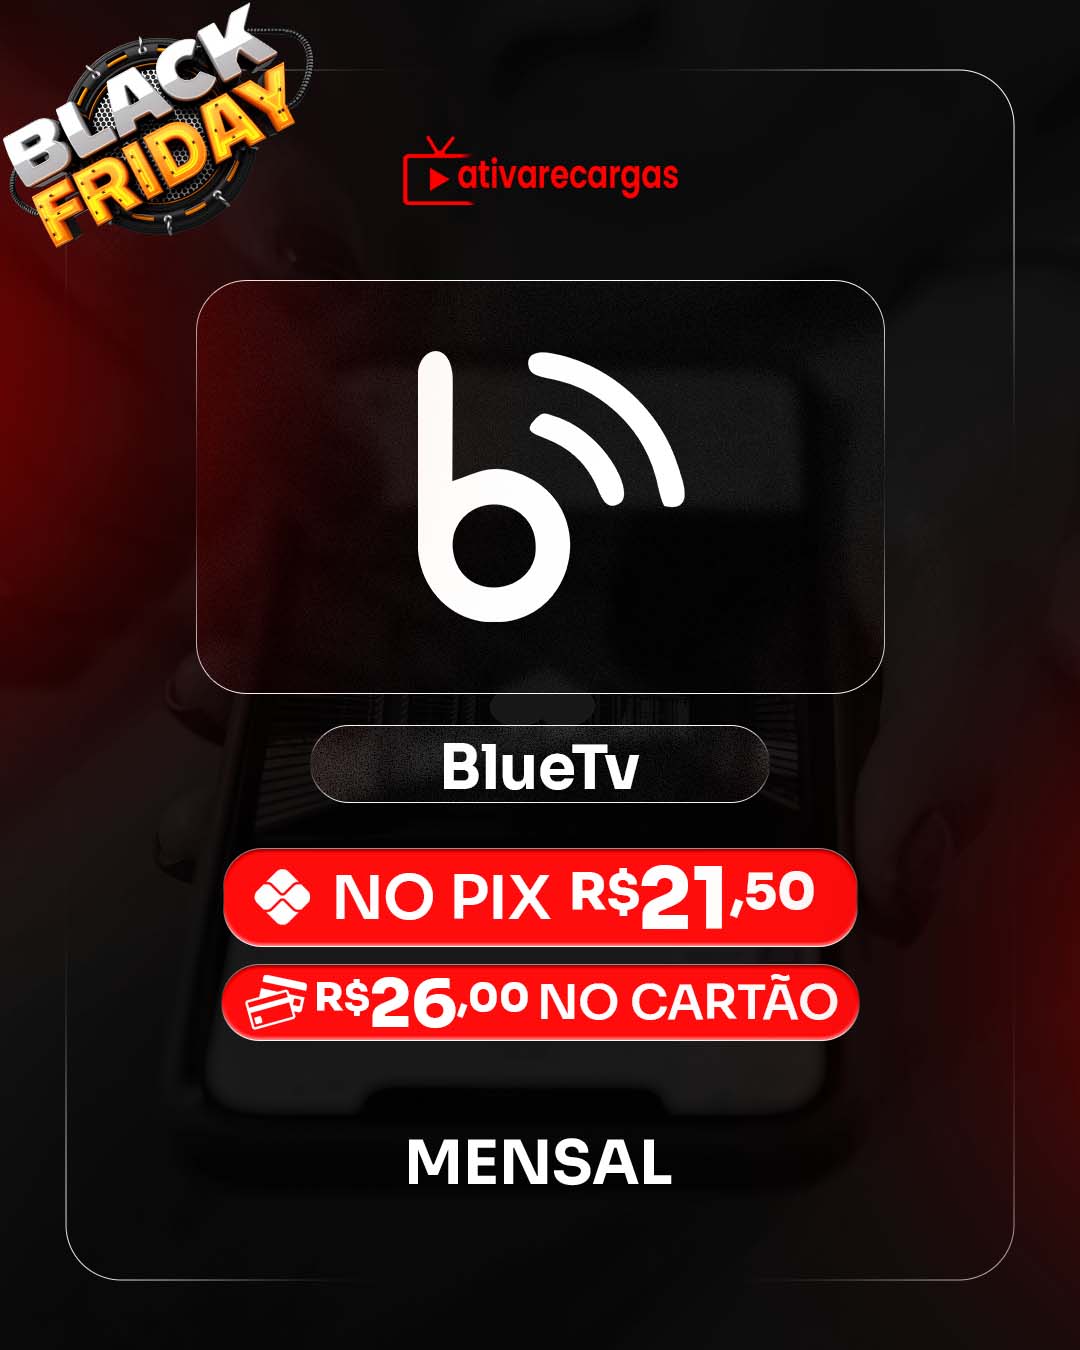 BLACK
FRIDAY
ativarecargas
b
BlueTv
NO PIX R$21,50
R$26,00 NO CARTÃO
MENSAL